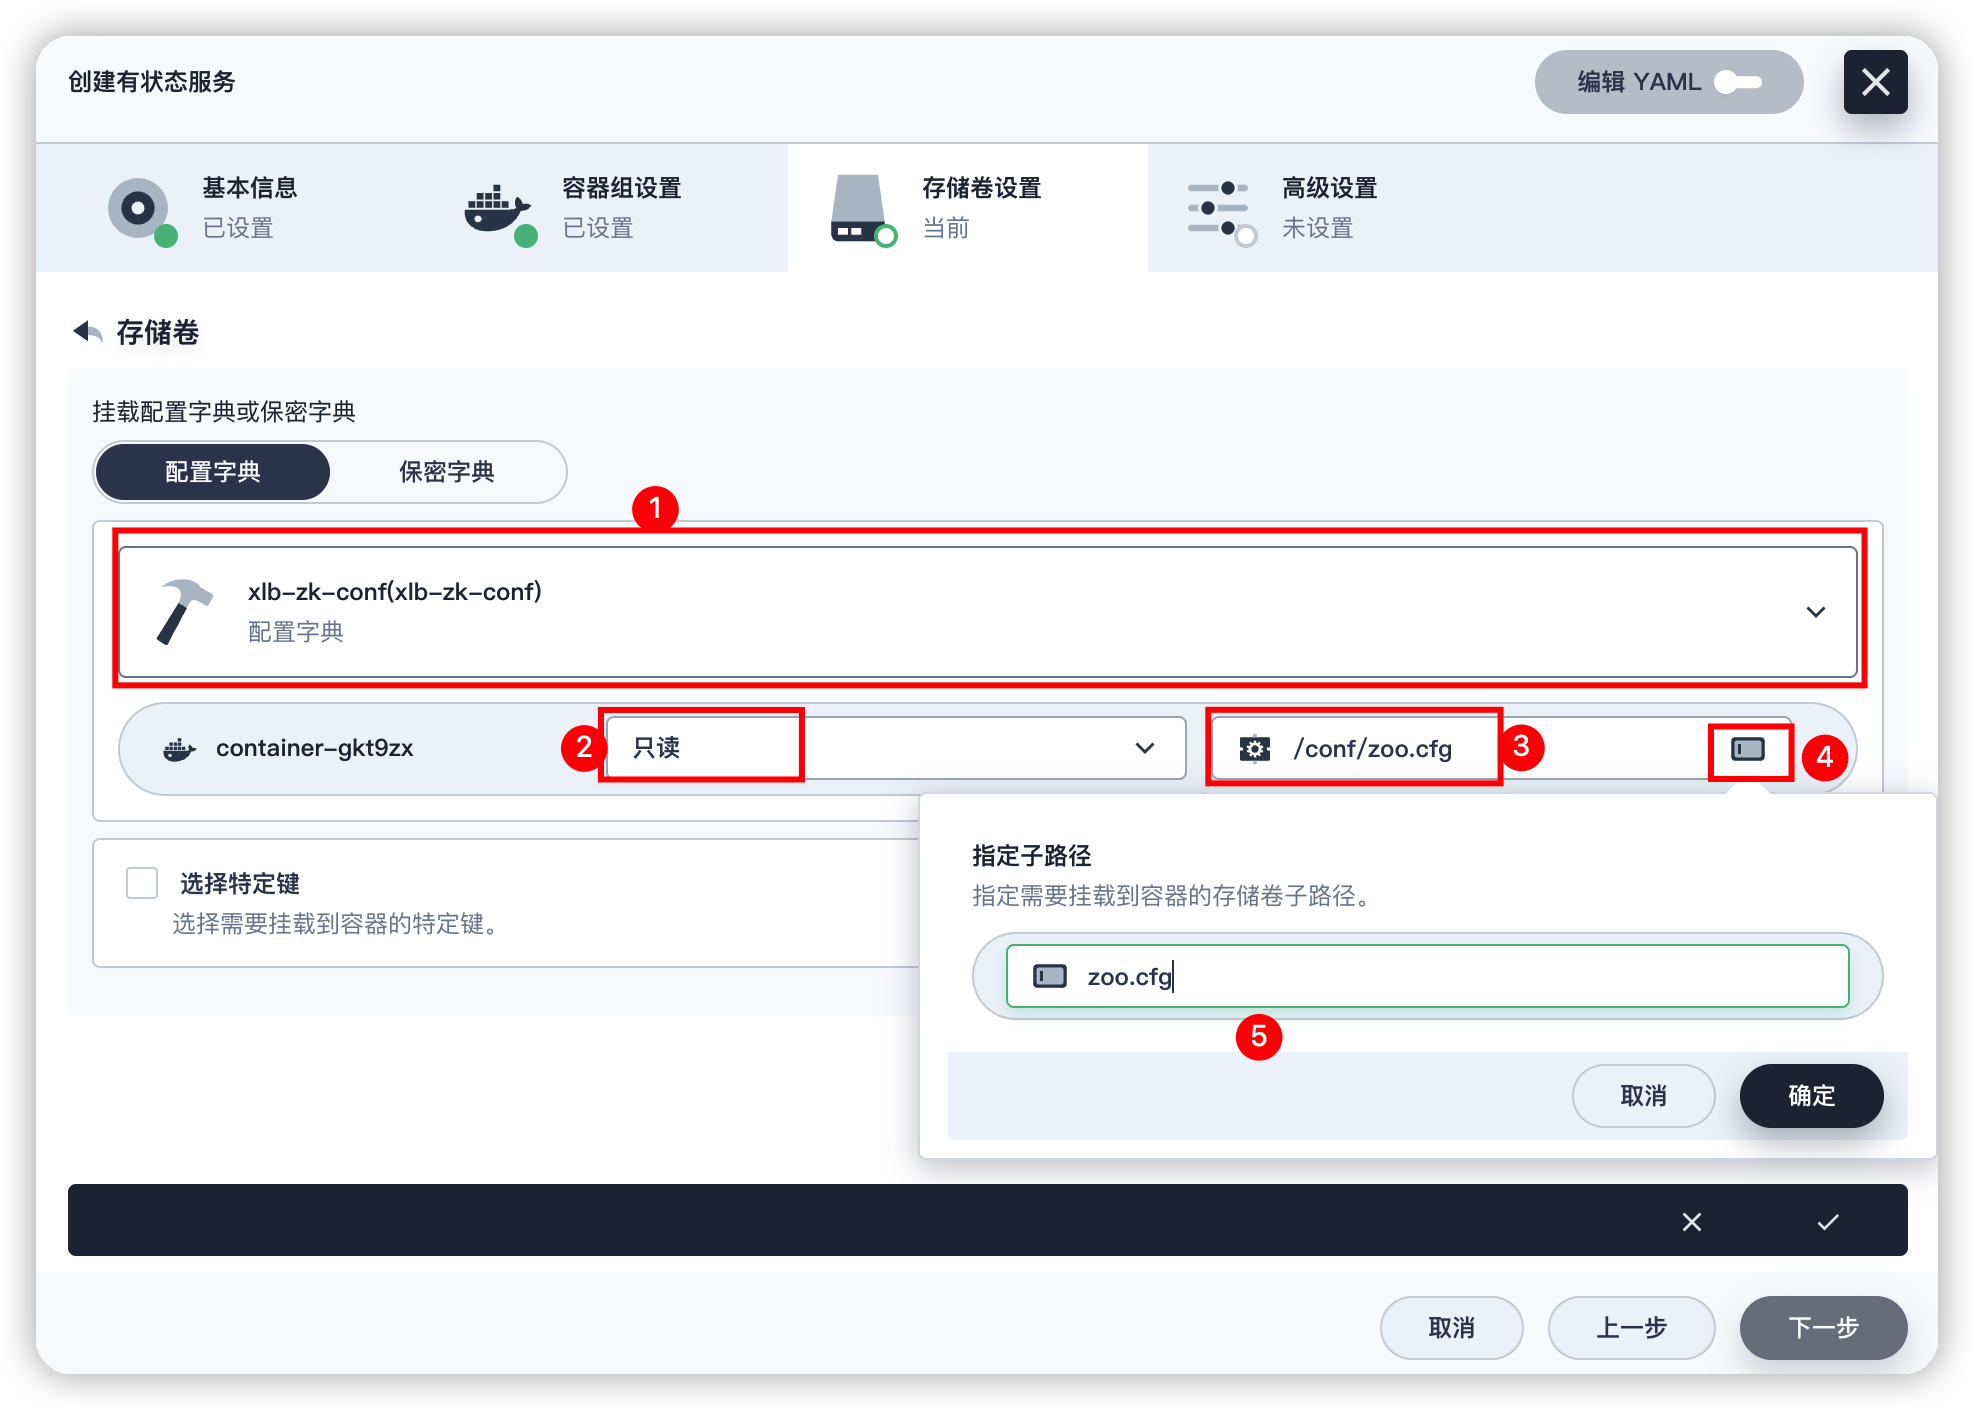 创建有状态服务
编辑 YAML
基本信息
已设置
容器组设置
已设置
存储卷设置
当前
高级设置
未设置
存储卷
挂载配置字典或保密字典
配置字典
保密字典
1
xlb-zk-conf(xlb-zk-conf)
配置字典
container-gkt9zx
2
只读
/conf/zoo.cfg
3
4
选择特定键
选择需要挂载到容器的特定键。
指定子路径
指定需要挂载到容器的存储卷子路径。
zoo.cfg
5
取消
确定
取消
上一步
下一步